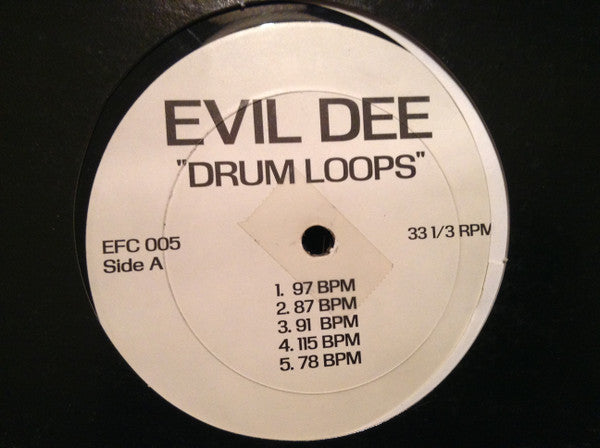 EVIL DEE
"DRUM LOOPS"
EFC 005
Side A
33 1/3 RPM
1. 97 BPM
2. 87 BPM
3. 91 BPM
4. 115 BPM
5. 78 BPM